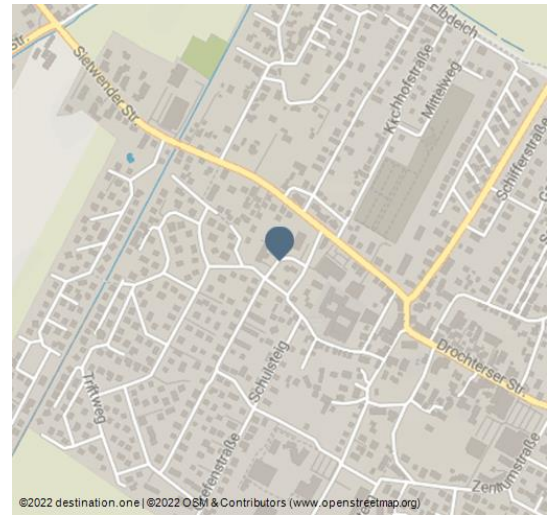 Elbdeich
Str.
Sietwender Str.
Kirchhofstraße
Mittelweg
Schifferstraße
Drochterser Str.
Schulsteig
Triftweg
Zentrumstraße
©2022 destination.one | ©2022 OSM & Contributors (www.openstreetmap.org)